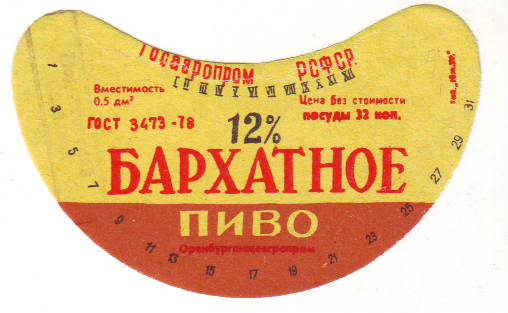 Госагропром РСФСР
I II III IV V VI VII VIII IX X XI XII
Вместимость
0.5 дм³
Цена без стоимости
посуды 32 коп.
ГОСТ 3473-78
12%
БАРХАТНОЕ
ПИВО
Оренбургпищеагропром
1 3 5 7 9 11 13 15 17 19 21 23 25 27 29 31